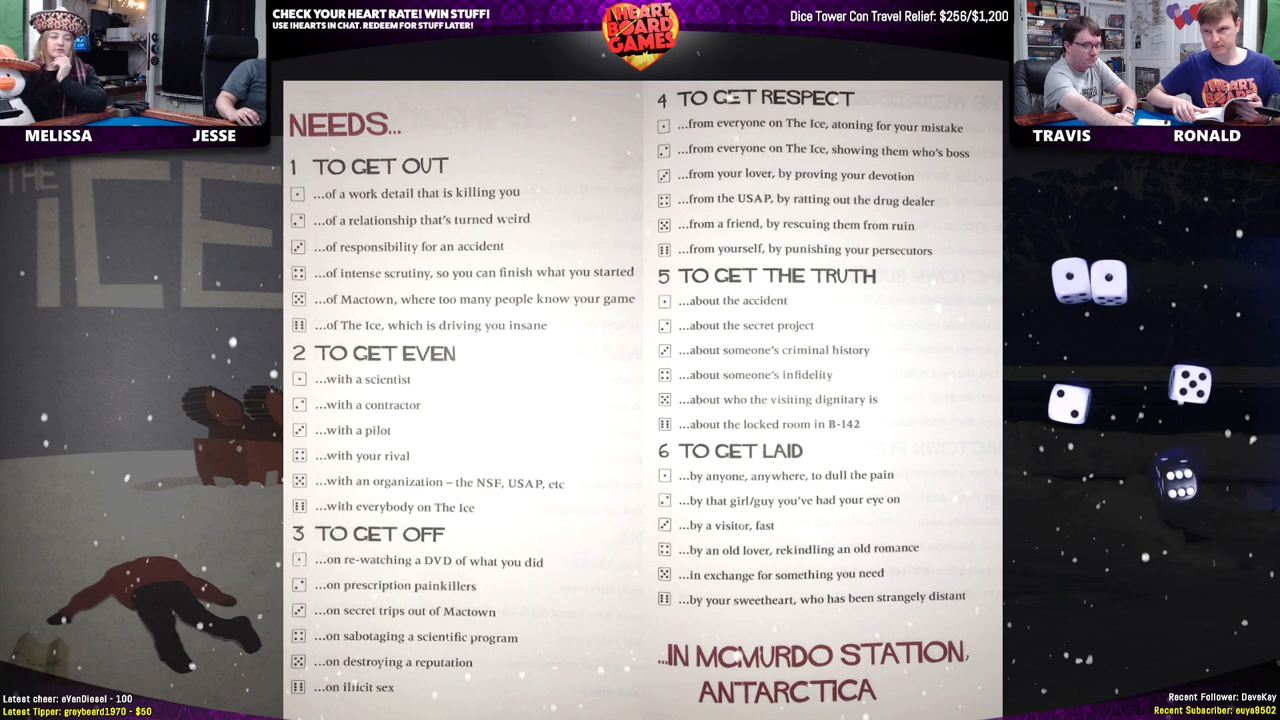 CHECK YOUR HEART RATE! WIN STUFF!
USE !HEARTS IN CHAT. REDEEM FOR STUFF LATER!
I HEART
BOARD
GAMES
Dice Tower Con Travel Relief: $256/$1,200
MELISSA
JESSE
TRAVIS
RONALD
THE
ICE
NEEDS...
1 TO GET OUT
...of a work detail that is killing you
...of a relationship that's turned weird
...of responsibility for an accident
...of intense scrutiny, so you can finish what you started
...of Mactown, where too many people know your game
...of The Ice, which is driving you insane
2 TO GET EVEN
...with a scientist
...with a contractor
...with a pilot
...with your rival
...with an organization – the NSF, USAP, etc
...with everybody on The Ice
3 TO GET OFF
...on re-watching a DVD of what you did
...on prescription painkillers
...on secret trips out of Mactown
...on sabotaging a scientific program
...on destroying a reputation
...on illicit sex
4 TO GET RESPECT
...from everyone on The Ice, atoning for your mistake
...from everyone on The Ice, showing them who's boss
...from your lover, by proving your devotion
...from the USAP, by ratting out the drug dealer
...from a friend, by rescuing them from ruin
...from yourself, by punishing your persecutors
5 TO GET THE TRUTH
...about the accident
...about the secret project
...about someone's criminal history
...about someone's infidelity
...about who the visiting dignitary is
...about the locked room in B-142
6 TO GET LAID
...by anyone, anywhere, to dull the pain
...by that girl/guy you've had your eye on
...by a visitor, fast
...by an old lover, rekindling an old romance
...in exchange for something you need
...by your sweetheart, who has been strangely distant
...IN MCMURDO STATION,
ANTARCTICA
Latest cheer: eVanDiesel - 100
Latest Tipper: greybeard1970 - $50
Recent Follower: DaveKay
Recent Subscriber: euya8502